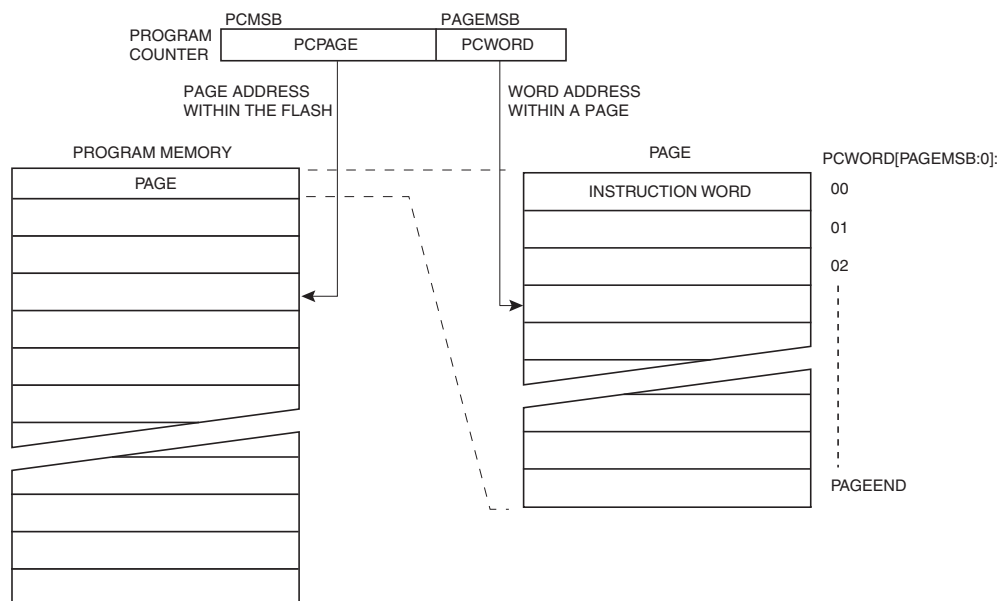 PCMSB
PAGEMSB
PROGRAM
COUNTER
PCPAGE
PCWORD
PAGE ADDRESS
WITHIN THE FLASH
WORD ADDRESS
WITHIN A PAGE
PROGRAM MEMORY
PAGE
PAGE
PCWORD[PAGEMSB:0]:
INSTRUCTION WORD
00
01
02
PAGEEND